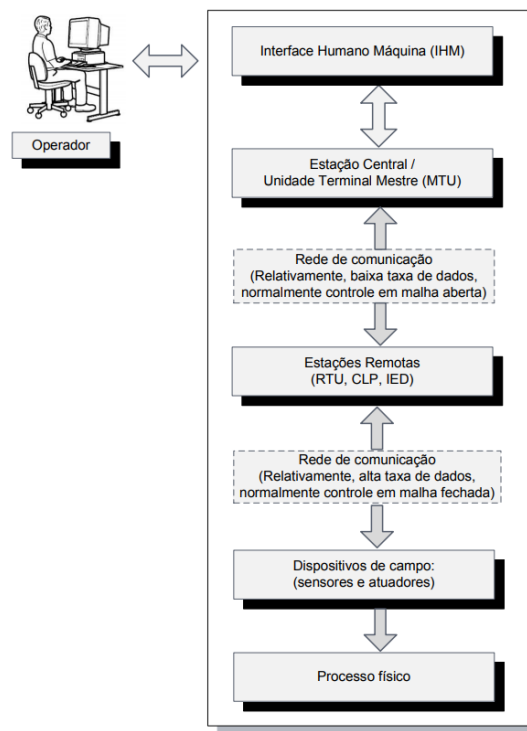 Operador
Interface Humano Máquina (IHM)
Estação Central /
Unidade Terminal Mestre (MTU)
Rede de comunicação
(Relativamente, baixa taxa de dados,
normalmente controle em malha aberta)
Estações Remotas
(RTU, CLP, IED)
Rede de comunicação
(Relativamente, alta taxa de dados,
normalmente controle em malha fechada)
Dispositivos de campo:
(sensores e atuadores)
Processo físico